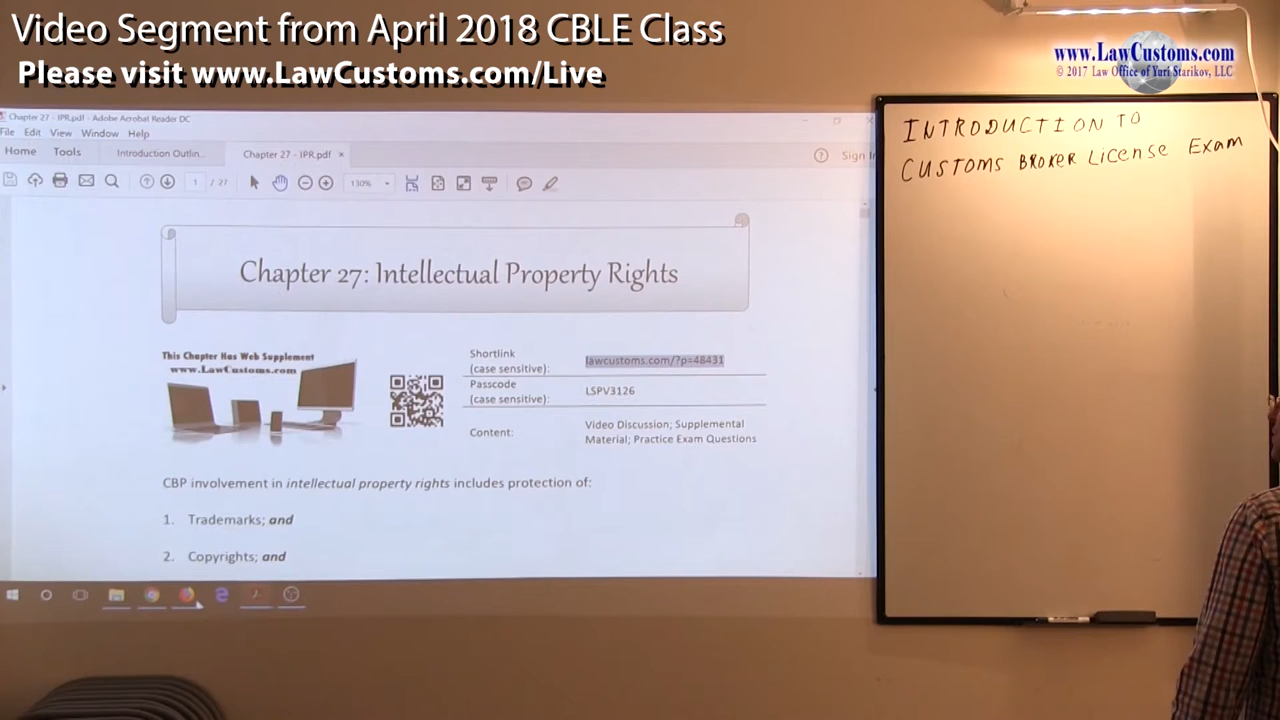 Video Segment from April 2018 CBLE Class
Please visit www.LawCustoms.com/Live
www.LawCustoms.com
© 2017 Law Office of Yuri Starikov, LLC
INTRODUCTION TO
CUSTOMS BROKER LICENSE EXAM
Chapter 27 - IPR.pdf - Adobe Acrobat Reader DC
File Edit View Window Help
Home Tools Introduction Outlin... Chapter 27 - IPR.pdf × Sign In
1 / 27 130%
Chapter 27: Intellectual Property Rights
This Chapter Has Web Supplement
www.LawCustoms.com
Shortlink
(case sensitive): lawcustoms.com/?p=48431
Passcode
(case sensitive): LSPV3126
Content: Video Discussion; Supplemental
Material; Practice Exam Questions
CBP involvement in intellectual property rights includes protection of:
1. Trademarks; and
2. Copyrights; and